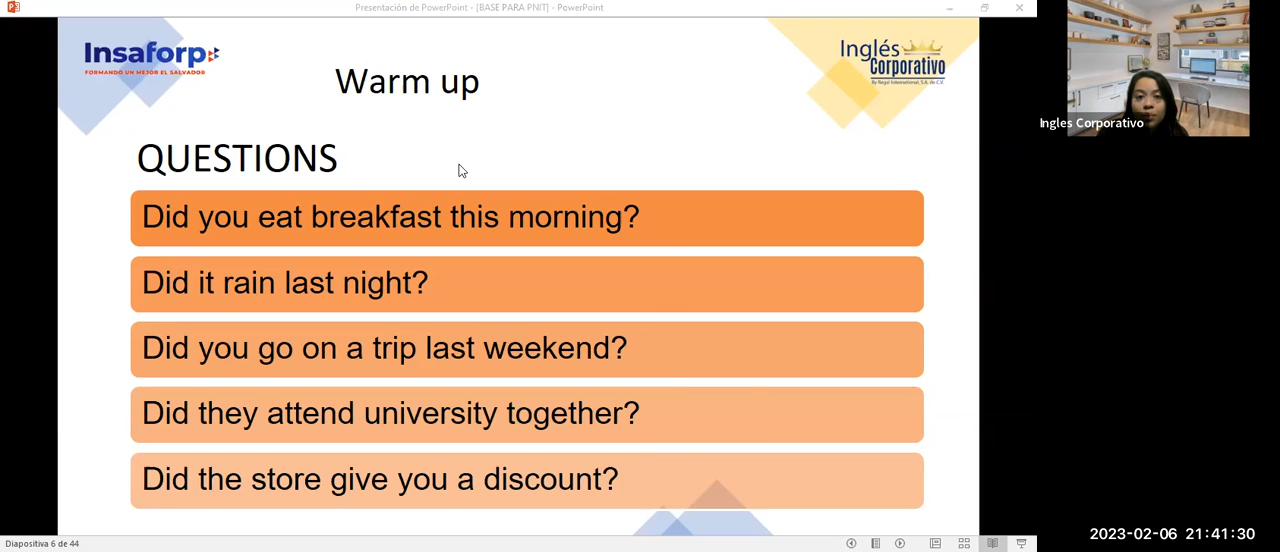 Presentación de PowerPoint - [BASE PARA PNIT] - PowerPoint
Insaforp
FORMANDO UN MEJOR EL SALVADOR
Inglés
Corporativo
By Regal International, S.A. de C.V.
Warm up
Ingles Corporativo
QUESTIONS
Did you eat breakfast this morning?
Did it rain last night?
Did you go on a trip last weekend?
Did they attend university together?
Did the store give you a discount?
2023-02-06 21:41:30
Diapositiva 6 de 44